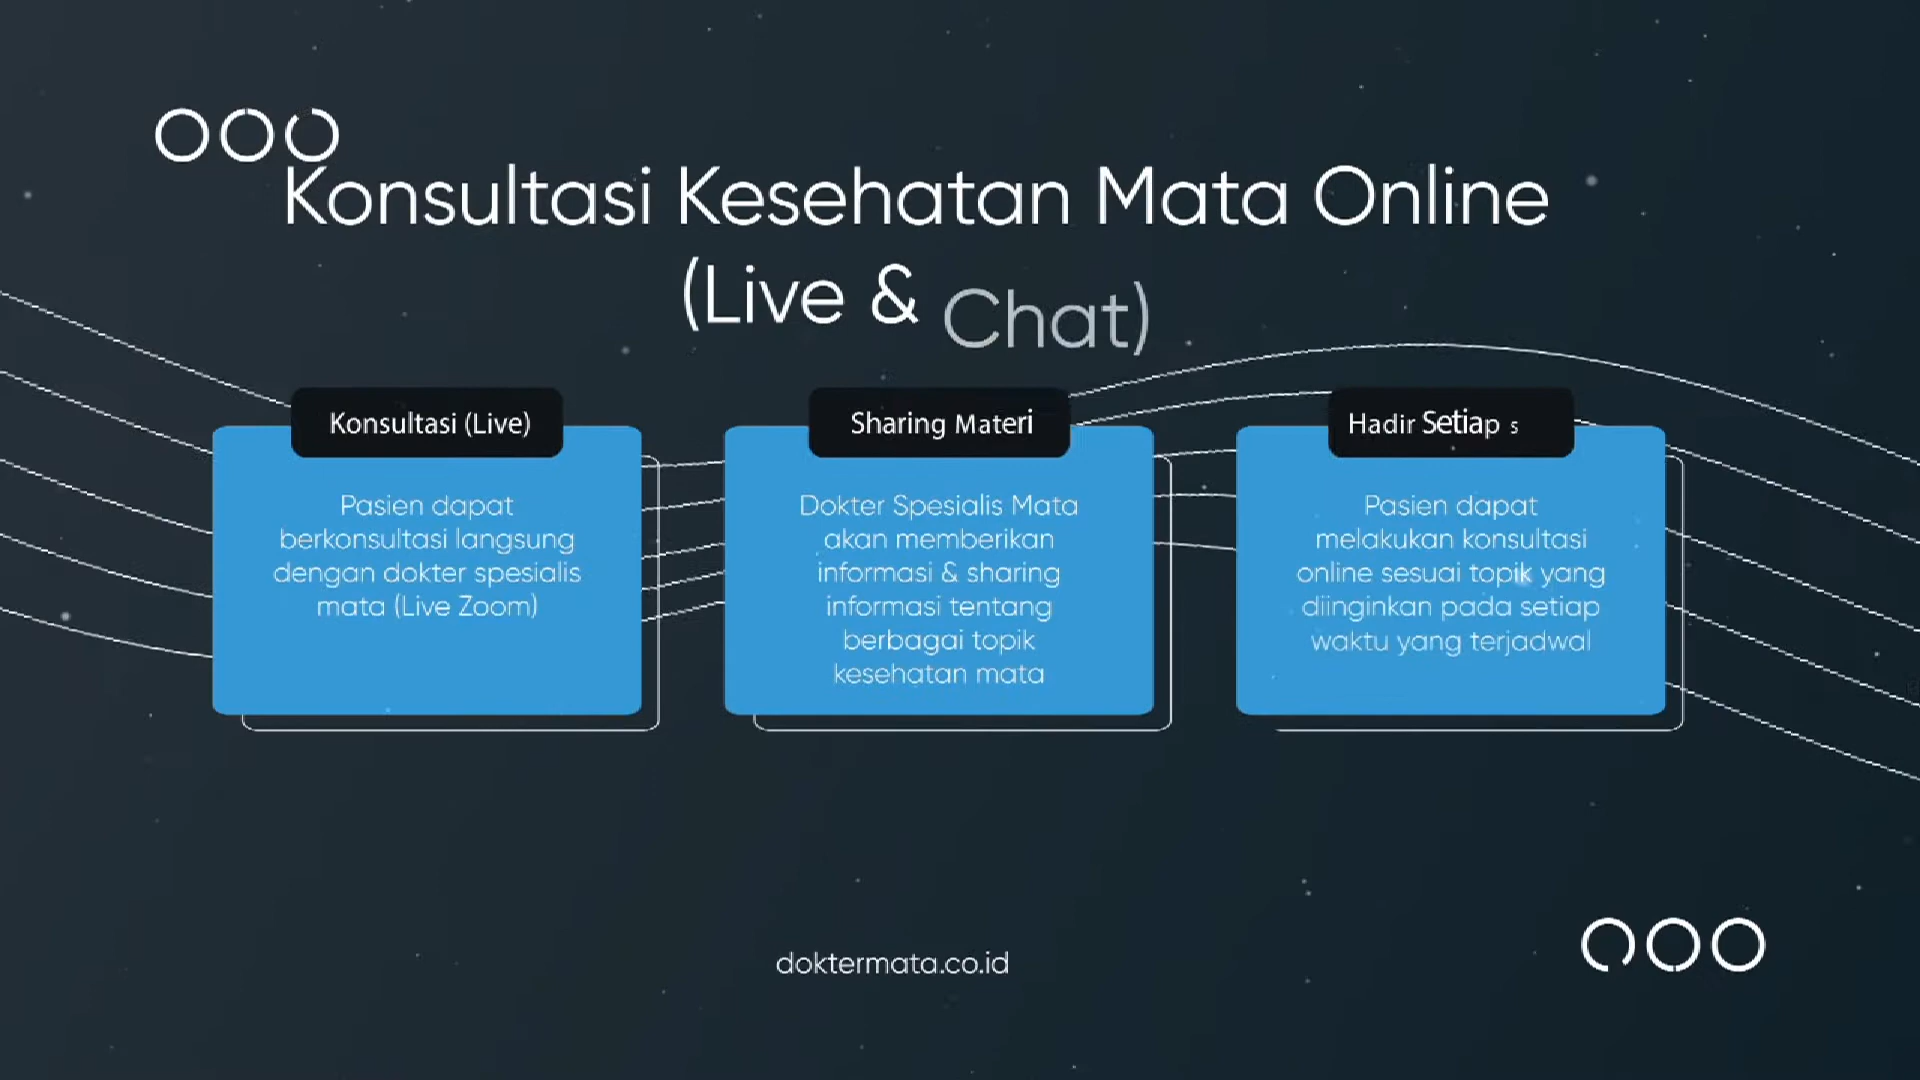 Konsultasi Kesehatan Mata Online
(Live & Chat)
Konsultasi (Live)
Pasien dapat
berkonsultasi langsung
dengan dokter spesialis
mata (Live Zoom)
Sharing Materi
Dokter Spesialis Mata
akan memberikan
informasi & sharing
informasi tentang
berbagai topik
kesehatan mata
Hadir Setiap s
Pasien dapat
melakukan konsultasi
online sesuai topik yang
diinginkan pada setiap
waktu yang terjadwal
doktermata.co.id